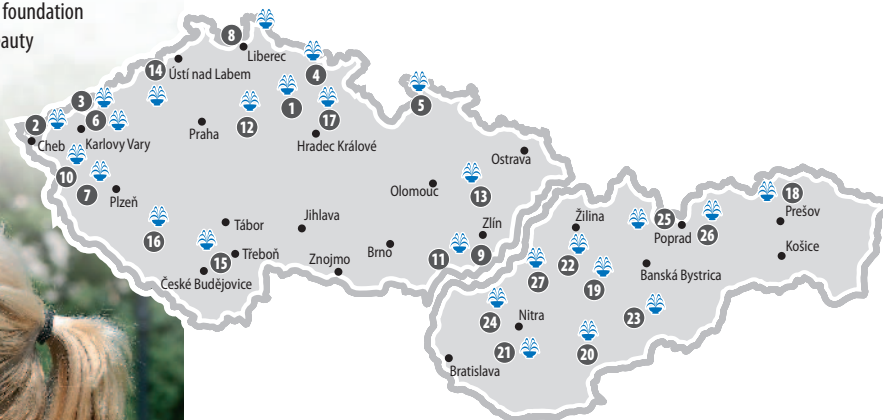 foundation
auty
8
Liberec
4
14
Ústí nad Labem
3
2
6
Cheb
Karlovy Vary
Praha
12
1
17
Hradec Králové
5
10
7
Plzeň
Ostrava
Olomouc
13
16
Tábor
Jihlava
15
Třeboň
České Budějovice
Znojmo
Brno
11
Zlín
9
Žilina
25
Poprad
26
18
Prešov
Košice
27
22
19
Banská Bystrica
24
Nitra
23
21
20
Bratislava